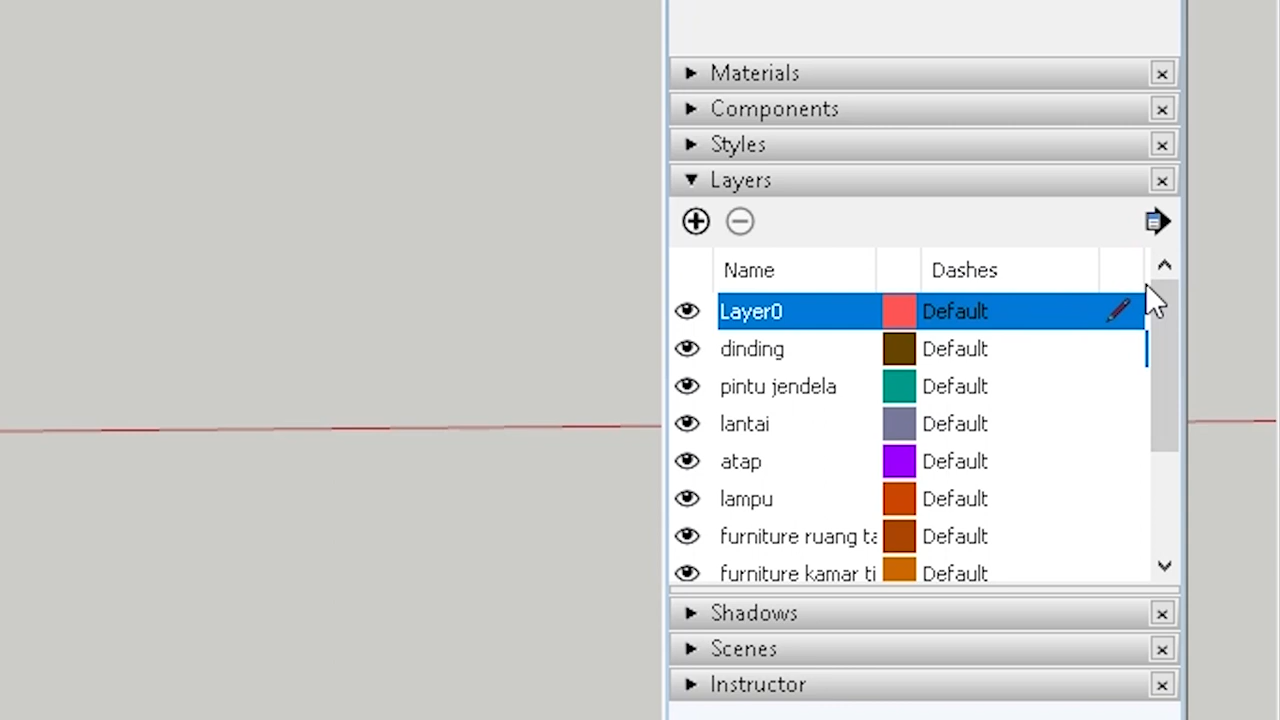 Materials
Components
Styles
Layers
Name Dashes
Layer0 Default
dinding Default
pintu jendela Default
lantai Default
atap Default
lampu Default
furniture ruang ta Default
furniture kamar ti Default
Shadows
Scenes
Instructor